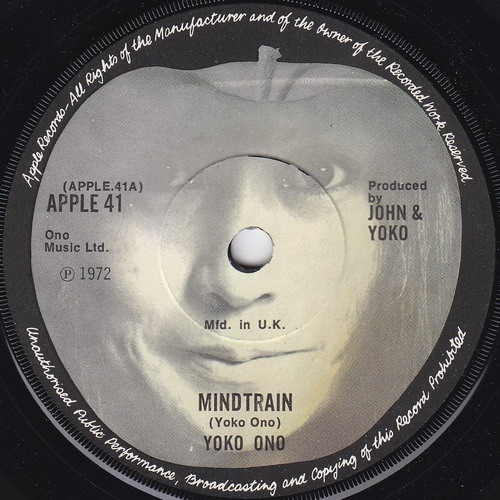 Apple Records-All Rights of the Manufacturer and of the Owner of the Recorded Work Reserved
(APPLE.41A)
APPLE 41
Ono
Music Ltd.
Ⓟ 1972
Produced
by
JOHN &
YOKO
Mfd. in U.K.
MINDTRAIN
(Yoko Ono)
YOKO ONO
Unauthorised Public Performance, Broadcasting and Copying of this Record Prohibited